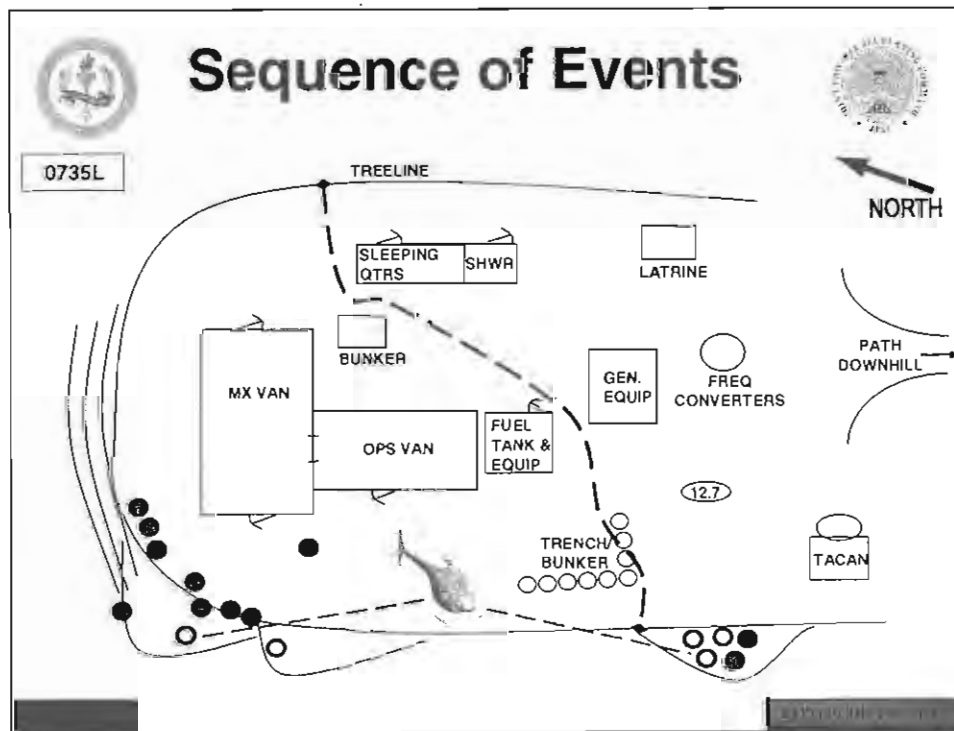 Sequence of Events
0735L
NORTH
TREELINE
SLEEPING
QTRS
SHWR
LATRINE
BUNKER
PATH
DOWNHILL
MX VAN
GEN.
EQUIP
FREQ
CONVERTERS
OPS VAN
FUEL
TANK &
EQUIP
12.7
TRENCH/
BUNKER
TACAN